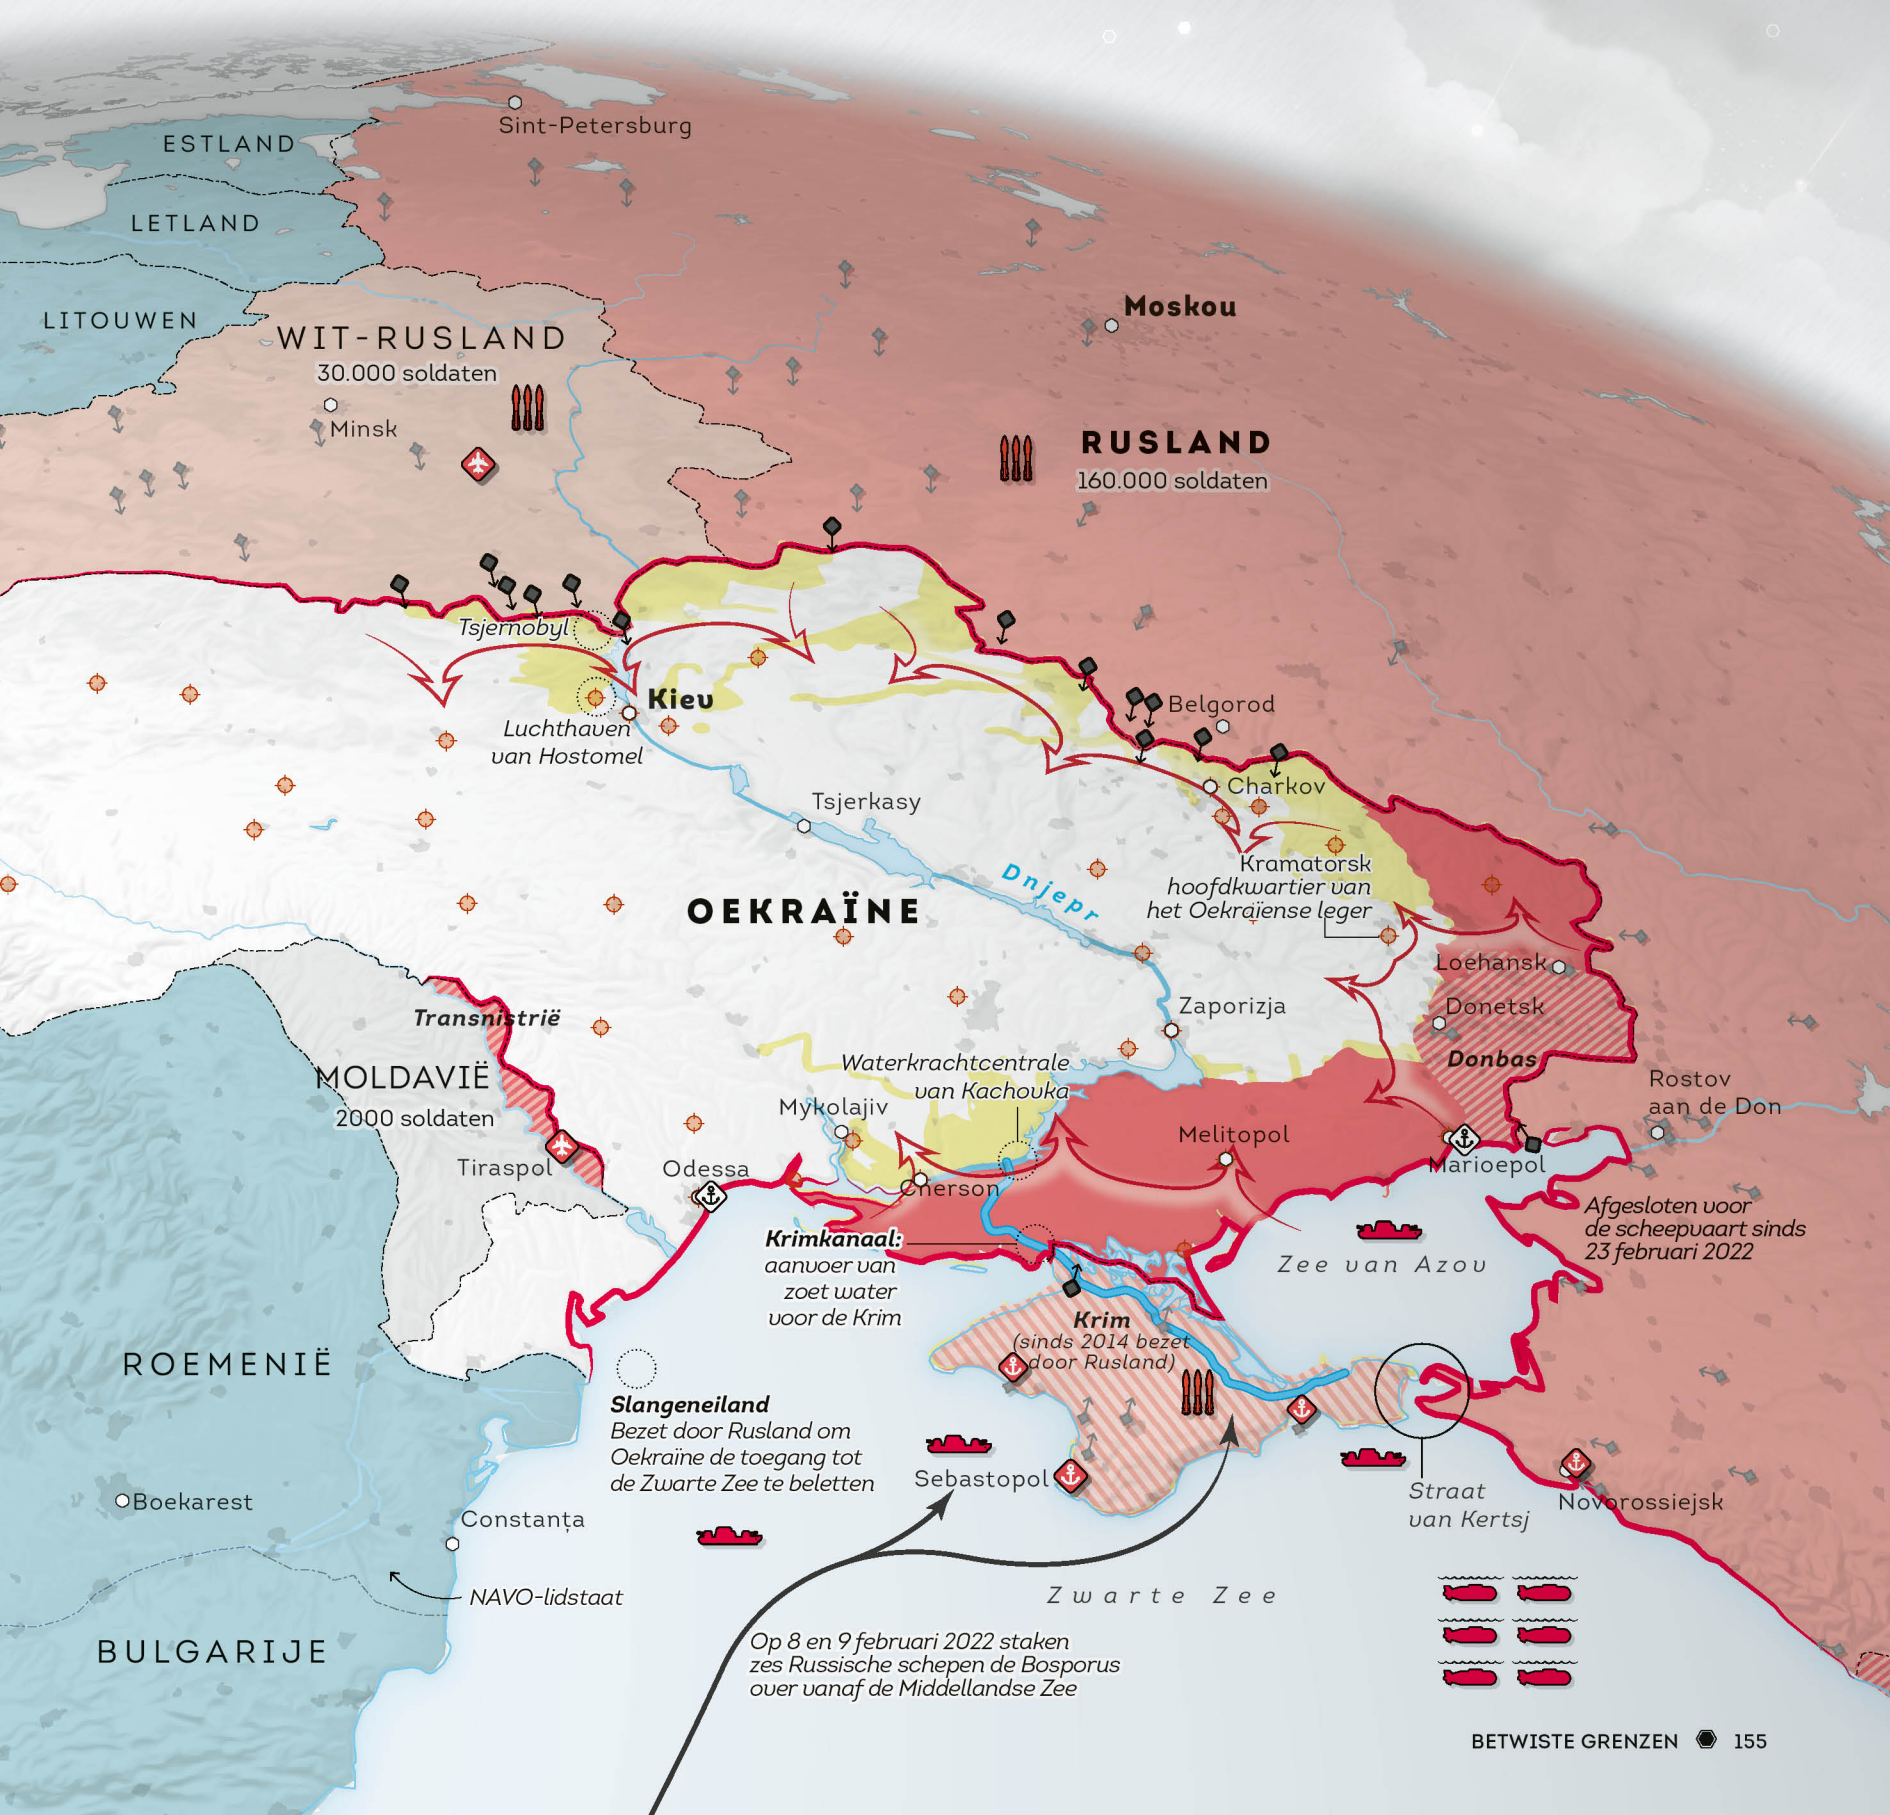 Sint-Petersburg
ESTLAND
LETLAND
LITOUWEN
Moskou
WIT-RUSLAND
30.000 soldaten
Minsk
RUSLAND
160.000 soldaten
Tsjernobyl
Kiev
Luchthaven
van Hostomel
Belgorod
Charkov
Tsjerkasy
Dnjepr
Kramatorsk
hoofdkwartier van
het Oekraïense leger
OEKRAÏNE
Loehansk
Donetsk
Donbas
Zaporizja
Transnistrië
MOLDAVIË
2000 soldaten
Tiraspol
Waterkrachtcentrale
van Kachovka
Mykolajiv
Odessa
Cherson
Melitopol
Marioepol
Rostov
aan de Don
Afgesloten voor
de scheepvaart sinds
23 februari 2022
Krimkanaal:
aanvoer van
zoet water
voor de Krim
Zee van Azov
Krim
(sinds 2014 bezet
door Rusland)
ROEMENIË
Slangeneiland
Bezet door Rusland om
Oekraïne de toegang tot
de Zwarte Zee te beletten
Sebastopol
Straat
van Kertsj
Novorossiejsk
Boekarest
Constanța
NAVO-lidstaat
Zwarte Zee
BULGARIJE
Op 8 en 9 februari 2022 staken
zes Russische schepen de Bosporus
over vanaf de Middellandse Zee
BETWISTE GRENZEN 155